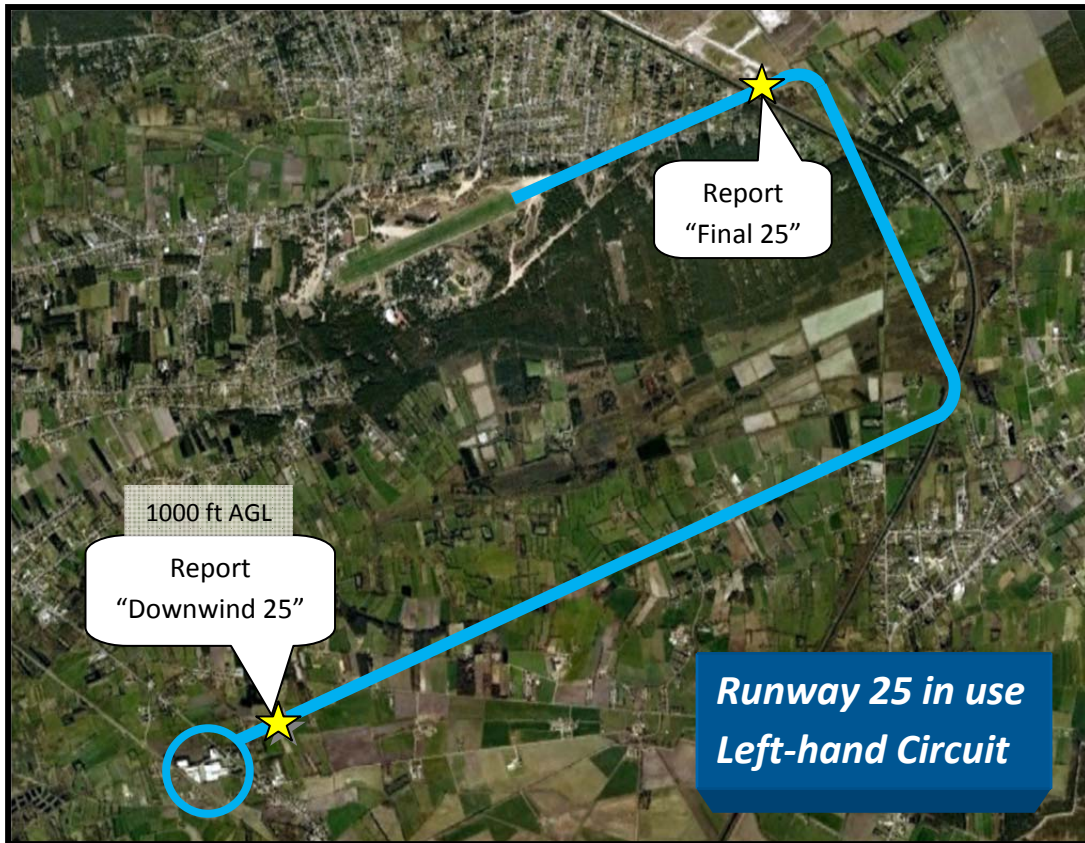 Report
“Final 25”
1000 ft AGL
Report
“Downwind 25”
Runway 25 in use
Left-hand Circuit